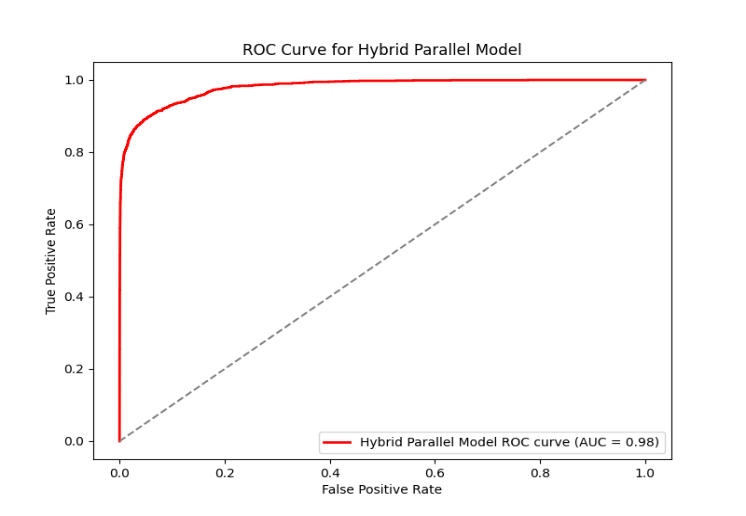 ROC Curve for Hybrid Parallel Model
True Positive Rate
1.0
0.8
0.6
0.4
0.2
0.0
Hybrid Parallel Model ROC curve (AUC = 0.98)
0.0 0.2 0.4 0.6 0.8 1.0
False Positive Rate